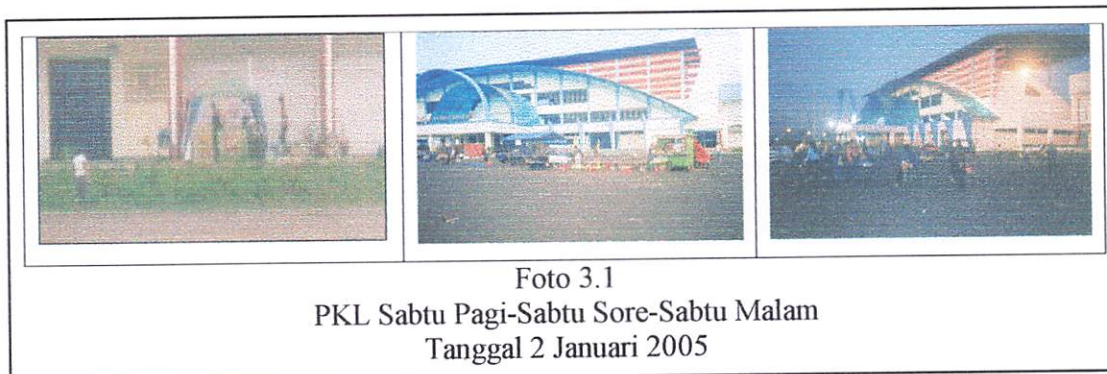 Foto 3.1
PKL Sabtu Pagi-Sabtu Sore-Sabtu Malam
Tanggal 2 Januari 2005